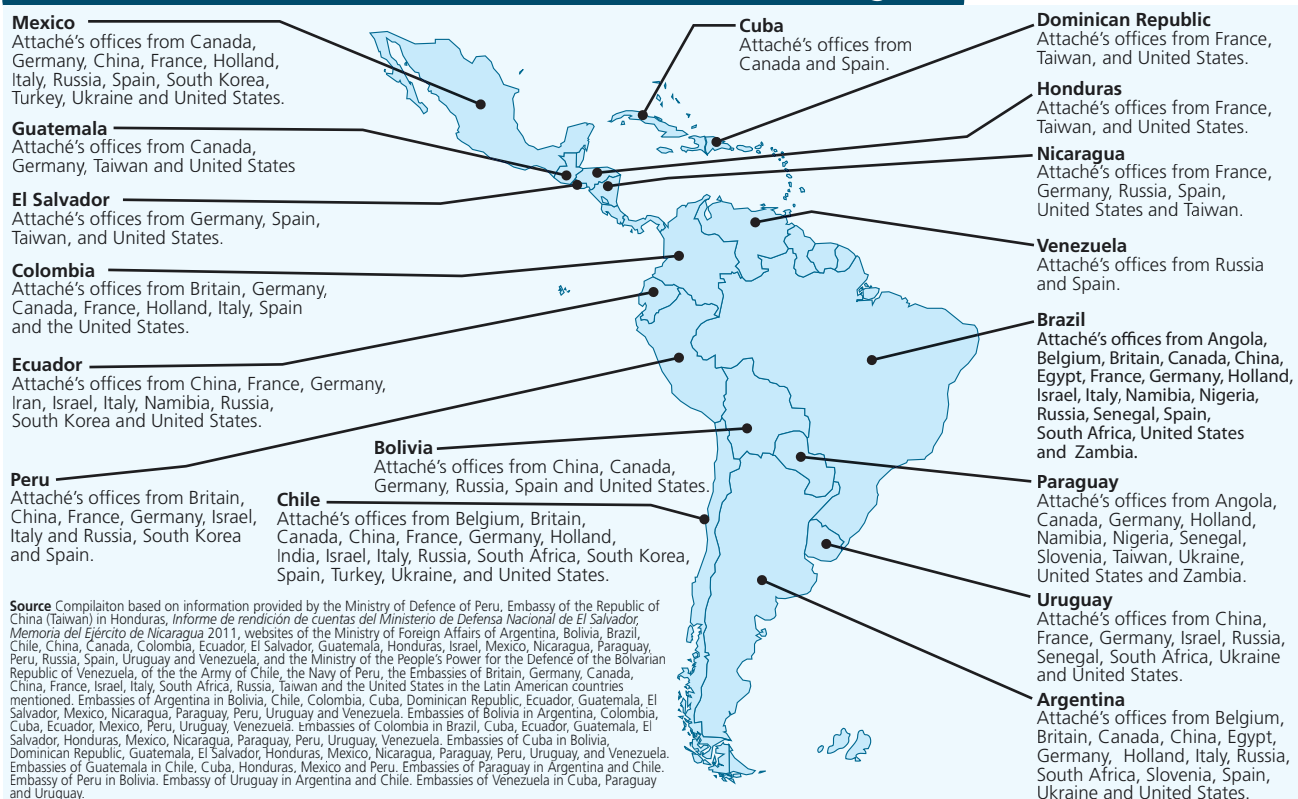 Mexico
Attaché's offices from Canada,
Germany, China, France, Holland,
Italy, Russia, Spain, South Korea,
Turkey, Ukraine and United States.
Guatemala
Attaché's offices from Canada,
Germany, Taiwan and United States
El Salvador
Attaché's offices from Germany, Spain,
Taiwan, and United States.
Colombia
Attaché's offices from Britain, Germany,
Canada, France, Holland, Italy, Spain
and the United States.
Ecuador
Attaché's offices from China, France, Germany,
Iran, Israel, Italy, Namibia, Russia,
South Korea and United States.
Peru
Attaché's offices from Britain,
China, France, Germany, Israel,
Italy and Russia, South Korea
and Spain.
Bolivia
Attaché's offices from China, Canada,
Germany, Russia, Spain and United States.
Chile
Attaché's offices from Belgium, Britain,
Canada, China, France, Germany, Holland,
India, Israel, Italy, Russia, South Africa, South Korea,
Spain, Turkey, Ukraine, and United States.
Cuba
Attaché's offices from
Canada and Spain.
Dominican Republic
Attaché's offices from France,
Taiwan, and United States.
Honduras
Attaché's offices from France,
Taiwan, and United States.
Nicaragua
Attaché's offices from France,
Germany, Russia, Spain,
United States and Taiwan.
Venezuela
Attaché's offices from Russia
and Spain.
Brazil
Attaché's offices from Angola,
Belgium, Britain, Canada, China,
Egypt, France, Germany, Holland,
Israel, Italy, Namibia, Nigeria,
Russia, Senegal, Spain,
South Africa, United States
and Zambia.
Paraguay
Attaché's offices from Angola,
Canada, Germany, Holland,
Namibia, Nigeria, Senegal,
Slovenia, Taiwan, Ukraine,
United States and Zambia.
Uruguay
Attaché's offices from China,
France, Germany, Israel, Russia,
Senegal, South Africa, Ukraine
and United States.
Argentina
Attaché's offices from Belgium,
Britain, Canada, China, Egypt,
Germany, Holland, Italy, Russia,
South Africa, Slovenia, Spain,
Ukraine and United States.
Source Compilaiton based on information provided by the Ministry of Defence of Peru, Embassy of the Republic of
China (Taiwan) in Honduras, Informe de rendición de cuentas del Ministerio de Defensa Nacional de El Salvador,
Memoria del Ejército de Nicaragua 2011, websites of the Ministry of Foreign Affairs of Argentina, Bolivia, Brazil,
Chile, China, Canada, Colombia, Ecuador, El Salvador, Guatemala, Honduras, Israel, Mexico, Nicaragua, Paraguay,
Peru, Russia, Spain, Uruguay and Venezuela, and the Ministry of the People's Power for the Defence of the Bolvarian
Republic of Venezuela, of the the Army of Chile, the Navy of Peru, the Embassies of Britain, Germany, Canada,
China, France, Israel, Italy, South Africa, Russia, Taiwan and the United States in the Latin American countries
mentioned. Embassies of Argentina in Bolivia, Chile, Colombia, Cuba, Dominican Republic, Ecuador, Guatemala, El
Salvador, Mexico, Nicaragua, Paraguay, Peru, Uruguay and Venezuela. Embassies of Bolivia in Argentina, Colombia,
Cuba, Ecuador, Mexico, Peru, Uruguay, Venezuela. Embassies of Colombia in Brazil, Cuba, Ecuador, Guatemala, El
Salvador, Honduras, Mexico, Nicaragua, Paraguay, Peru, Uruguay, Venezuela. Embassies of Cuba in Bolivia,
Dominican Republic, Guatemala, El Salvador, Honduras, Mexico, Nicaragua, Paraguay, Peru, Uruguay, and Venezuela.
Embassies of Guatemala in Chile, Cuba, Honduras, Mexico and Peru. Embassies of Paraguay in Argentina and Chile.
Embassy of Peru in Bolivia. Embassy of Uruguay in Argentina and Chile. Embassies of Venezuela in Cuba, Paraguay
and Uruguay.